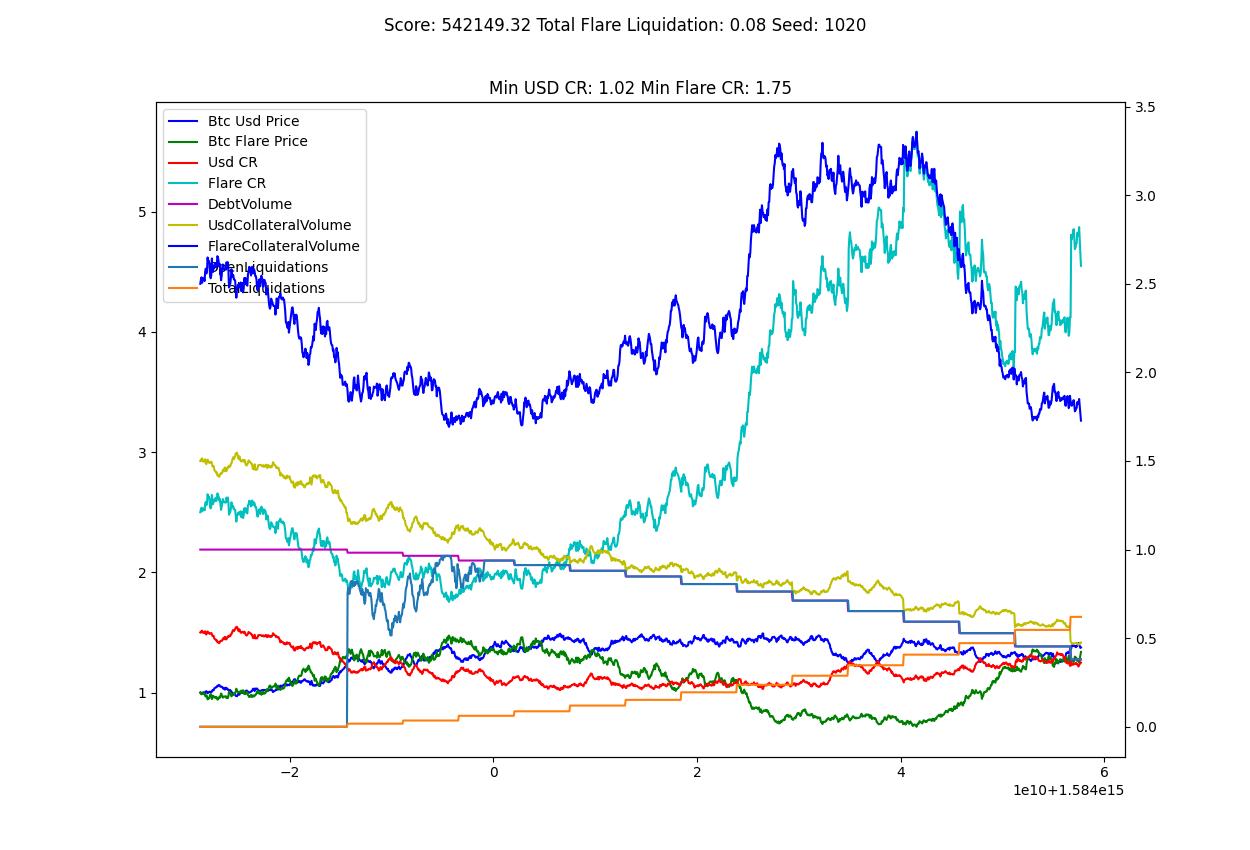 Score: 542149.32 Total Flare Liquidation: 0.08 Seed: 1020
Min USD CR: 1.02 Min Flare CR: 1.75
Btc Usd Price
Btc Flare Price
Usd CR
Flare CR
DebtVolume
UsdCollateralVolume
FlareCollateralVolume
OpenLiquidations
TotalLiquidations
5
4
3
2
1
3.5
3.0
2.5
2.0
1.5
1.0
0.5
0.0
−2 0 2 4 6
1e10+1.584e15